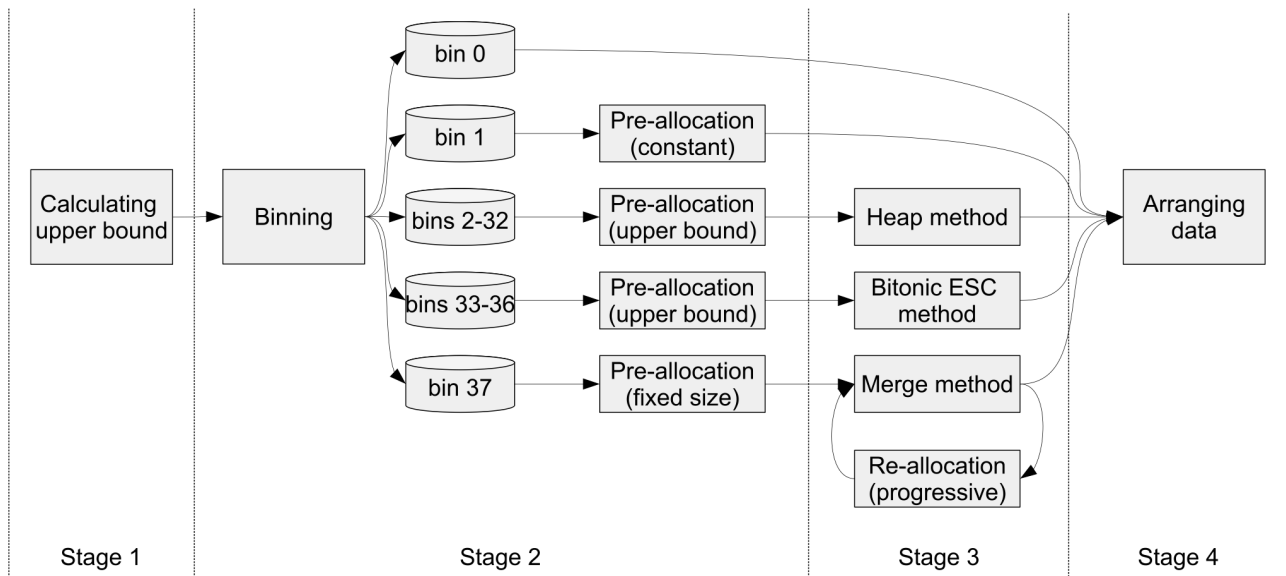 bin 0
bin 1
Pre-allocation
(constant)
Calculating
upper bound
Binning
bins 2-32
Pre-allocation
(upper bound)
Heap method
Arranging
data
bins 33-36
Pre-allocation
(upper bound)
Bitonic ESC
method
bin 37
Pre-allocation
(fixed size)
Merge method
Re-allocation
(progressive)
Stage 1
Stage 2
Stage 3
Stage 4